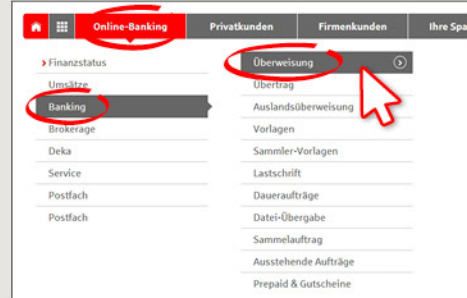 Online-Banking Privatkunden Firmenkunden Ihre Spa
Finanzstatus
Umsätze
Banking
Brokerage
Deka
Service
Postfach
Postfach
Überweisung
Übertrag
Auslandsüberweisung
Vorlagen
Sammler-Vorlagen
Lastschrift
Daueraufträge
Datei-Übergabe
Sammelauftrag
Ausstehende Aufträge
Prepaid & Gutscheine